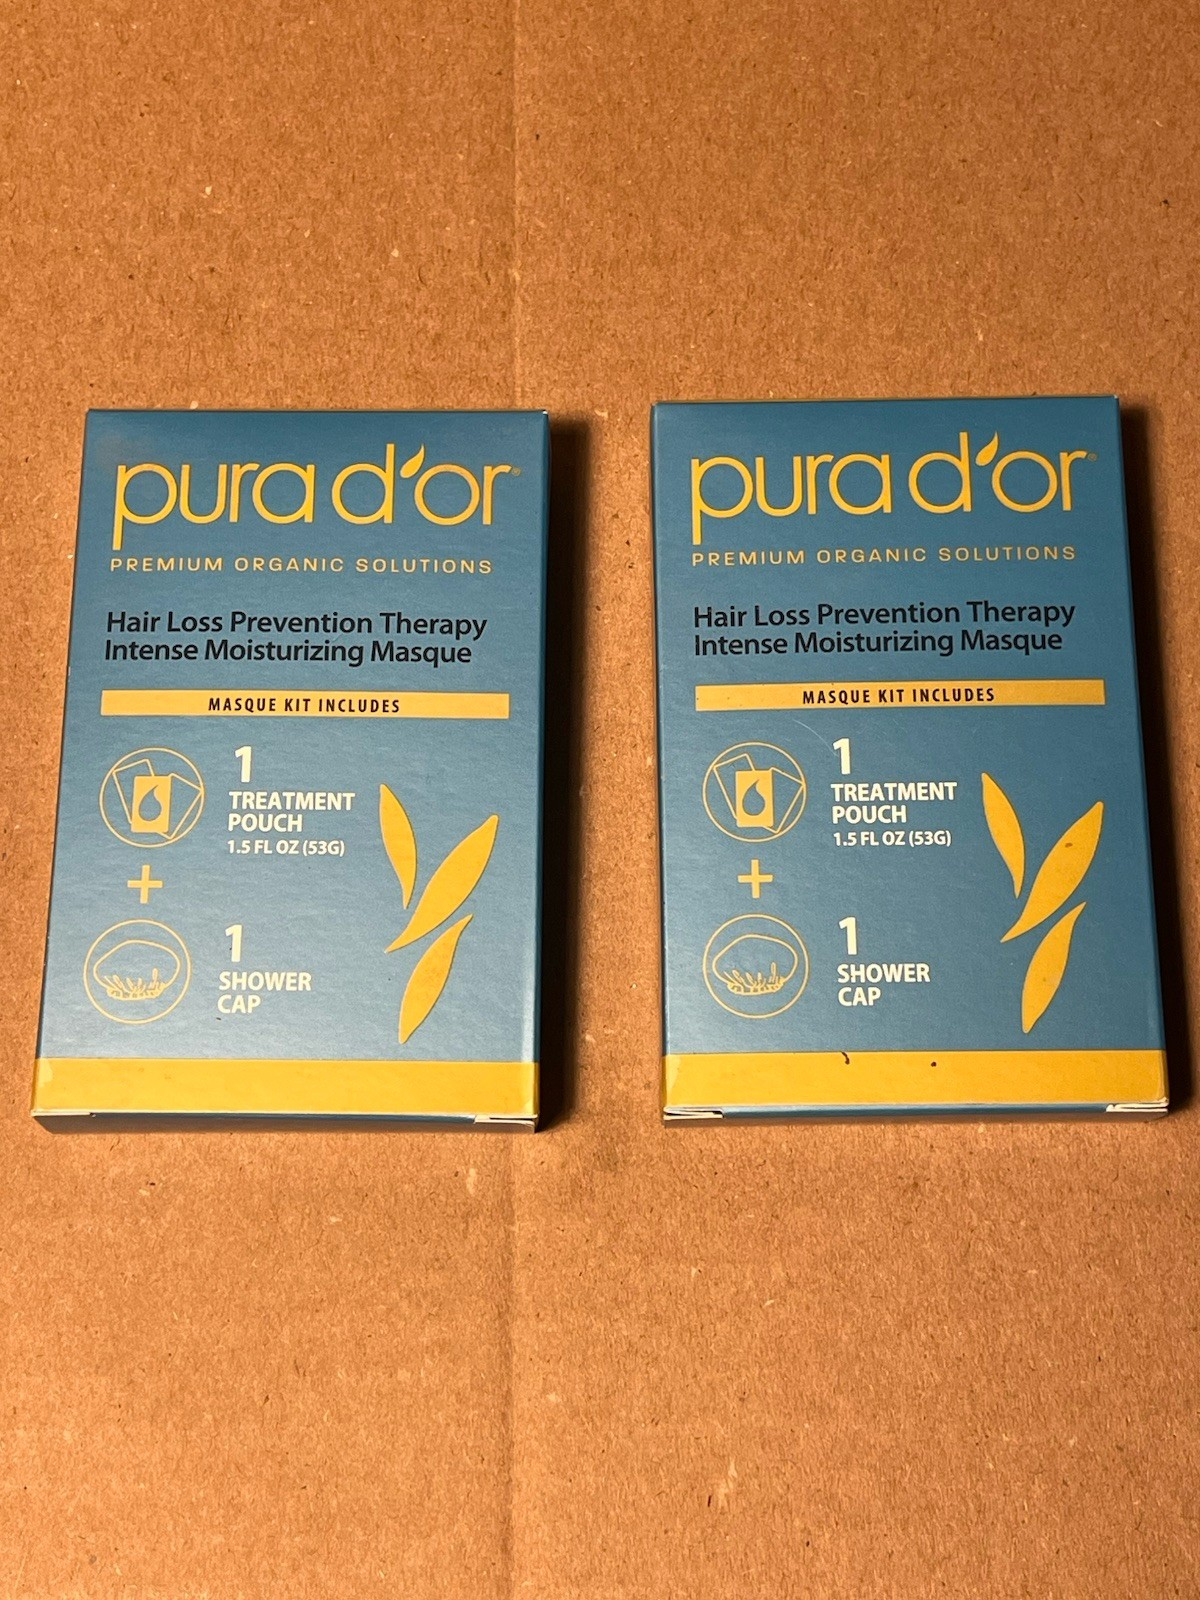 pura d'or®
PREMIUM ORGANIC SOLUTIONS
Hair Loss Prevention Therapy
Intense Moisturizing Masque
MASQUE KIT INCLUDES
1
TREATMENT
POUCH
1.5 FL OZ (53G)
+
1
SHOWER
CAP
pura d'or®
PREMIUM ORGANIC SOLUTIONS
Hair Loss Prevention Therapy
Intense Moisturizing Masque
MASQUE KIT INCLUDES
1
TREATMENT
POUCH
1.5 FL OZ (53G)
+
1
SHOWER
CAP